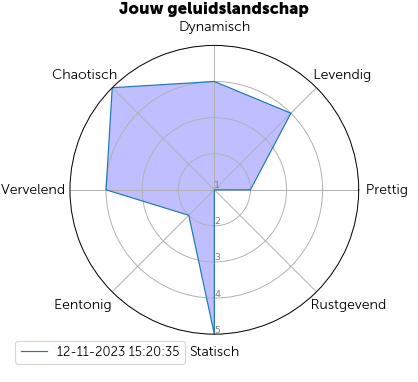 Jouw geluidslandschap
Dynamisch
Chaotisch
Levendig
Vervelend
1
Prettig
2
3
4
Eentonig
Rustgevend
5
12-11-2023 15:20:35
Statisch